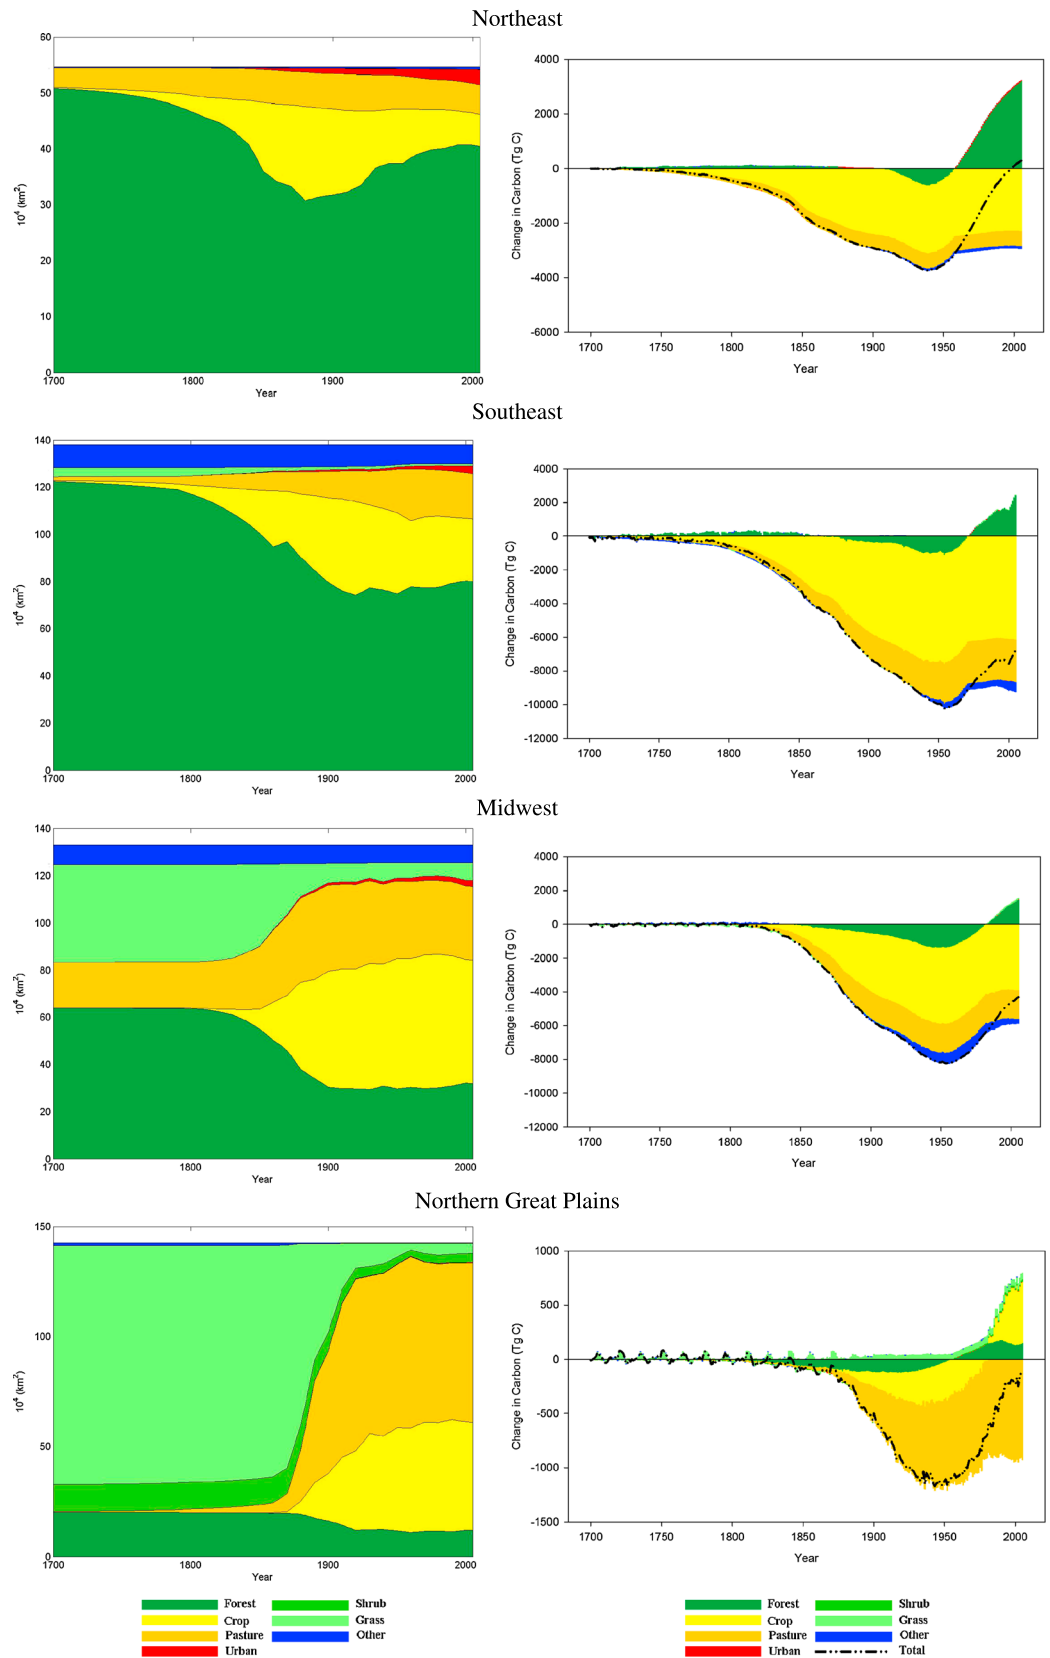 Northeast
60
50
40
30
20
10
0
10⁴ (km²)
1700
1800
1900
2000
Year
4000
2000
0
-2000
-4000
-6000
Change in Carbon (Tg C)
1700
1750
1800
1850
1900
1950
2000
Year
Southeast
140
120
100
80
60
40
20
0
10⁴ (km²)
1700
1800
1900
2000
Year
4000
2000
0
-2000
-4000
-6000
-8000
-10000
-12000
Change in Carbon (Tg C)
1700
1750
1800
1850
1900
1950
2000
Year
Midwest
140
120
100
80
60
40
20
0
10⁴ (km²)
1700
1800
1900
2000
Year
4000
2000
0
-2000
-4000
-6000
-8000
-10000
-12000
Change in Carbon (Tg C)
1700
1750
1800
1850
1900
1950
2000
Year
Northern Great Plains
150
100
50
0
10⁴ (km²)
1700
1800
1900
2000
Year
1000
500
0
-500
-1000
-1500
Change in Carbon (Tg C)
1700
1750
1800
1850
1900
1950
2000
Year
Forest
Crop
Pasture
Urban
Shrub
Grass
Other
Forest
Crop
Pasture
Urban
Shrub
Grass
Other
Total